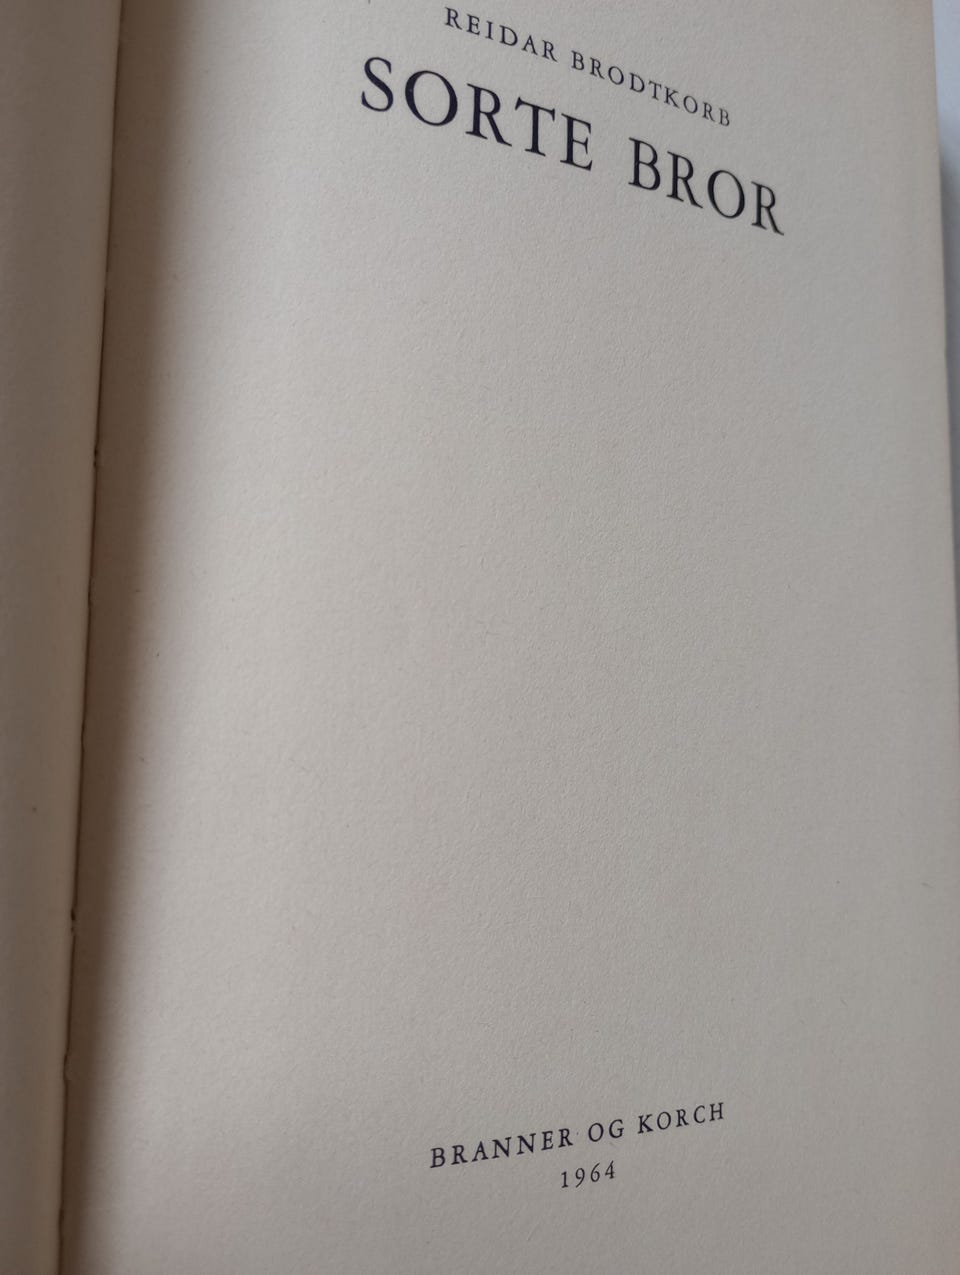 REIDAR BRODTKORB
SORTE BROR
BRANNER OG KORCH
1964